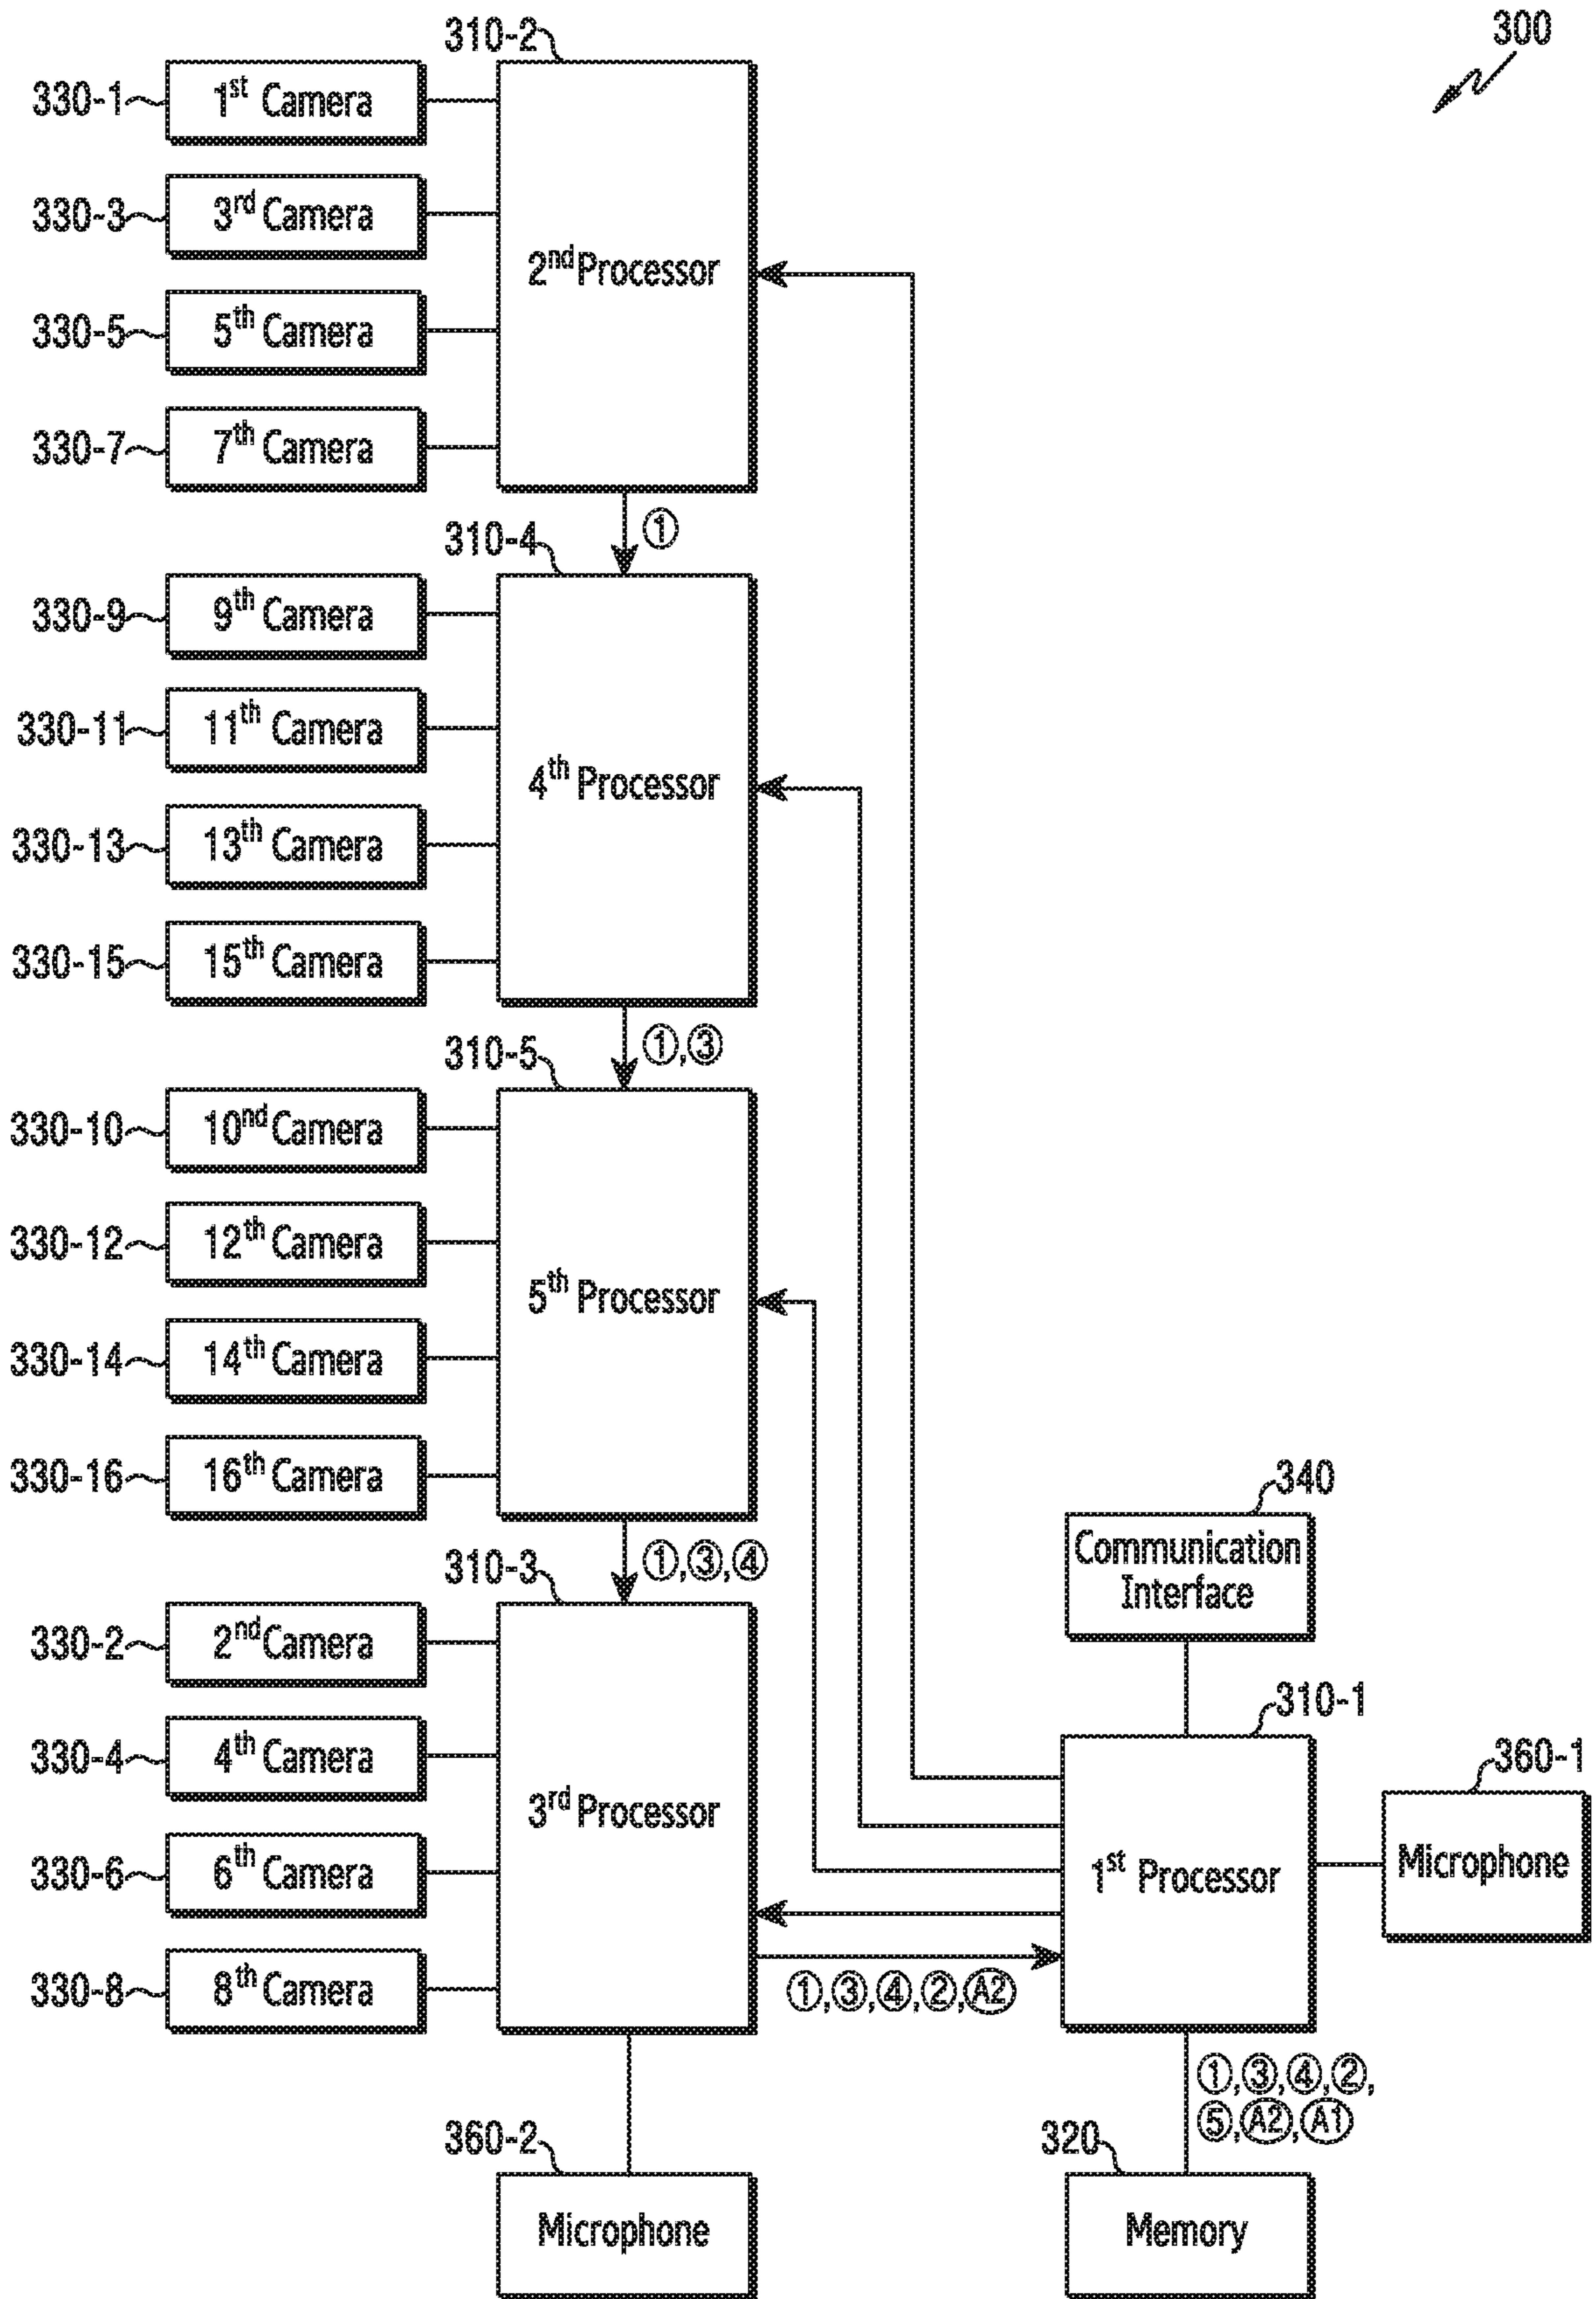 300
310-2
330-1
1st Camera
330-3
3rd Camera
2nd Processor
330-5
5th Camera
330-7
7th Camera
①
310-4
330-9
9th Camera
330-11
11th Camera
4th Processor
330-13
13th Camera
330-15
15th Camera
①,③
310-5
330-10
10nd Camera
330-12
12th Camera
5th Processor
330-14
14th Camera
330-16
16th Camera
①,③,④
310-3
330-2
2nd Camera
330-4
4th Camera
3rd Processor
330-6
6th Camera
330-8
8th Camera
340
Communication
Interface
310-1
360-1
1st Processor
Microphone
①,③,④,②,A2
①,③,④,②,
⑤,A2,A1
360-2
Microphone
320
Memory